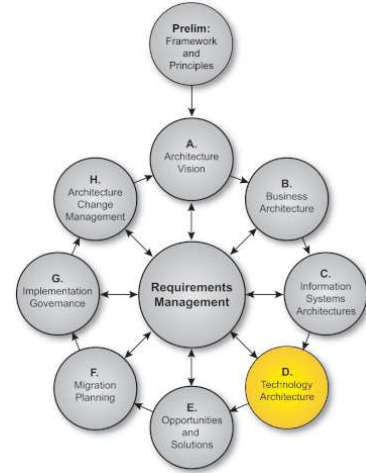 Prelim:
Framework
and
Principles
A.
Architecture
Vision
H.
Architecture
Change
Management
B.
Business
Architecture
G.
Implementation
Governance
Requirements
Management
C.
Information
Systems
Architectures
F.
Migration
Planning
D.
Technology
Architecture
E.
Opportunities
and
Solutions